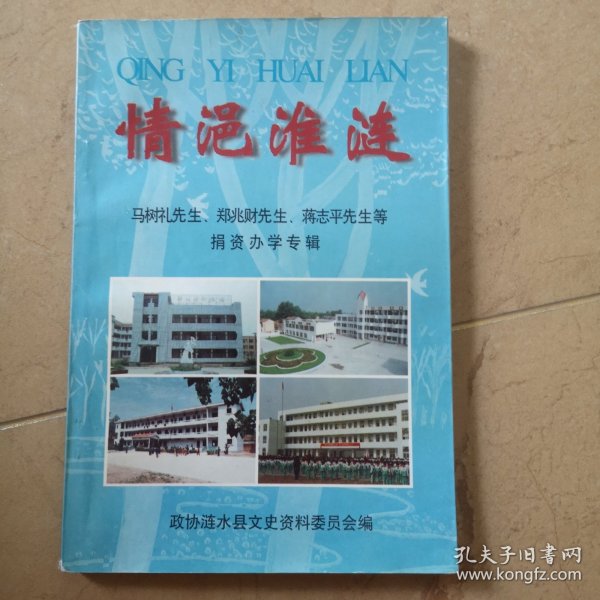 QING YI HUAI LIAN
情浥淮涟
马树礼先生、郑兆财先生、蒋志平先生等
捐资办学专辑
政协涟水县文史资料委员会编
孔夫子旧书网
www.kongfz.com